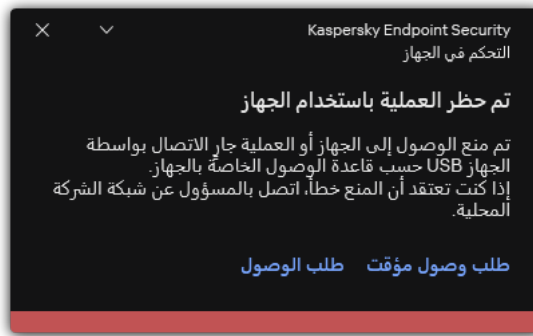 Kaspersky Endpoint Security
التحكم في الجهاز
تم حظر العملية باستخدام الجهاز
تم منع الوصول إلى الجهاز أو العملية جارٍ الاتصال بواسطة
الجهاز USB حسب قاعدة الوصول الخاصة بالجهاز.
إذا كنت تعتقد أن المنع خطأ، اتصل بالمسؤول عن شبكة الشركة
المحلية.
طلب وصول مؤقت طلب الوصول